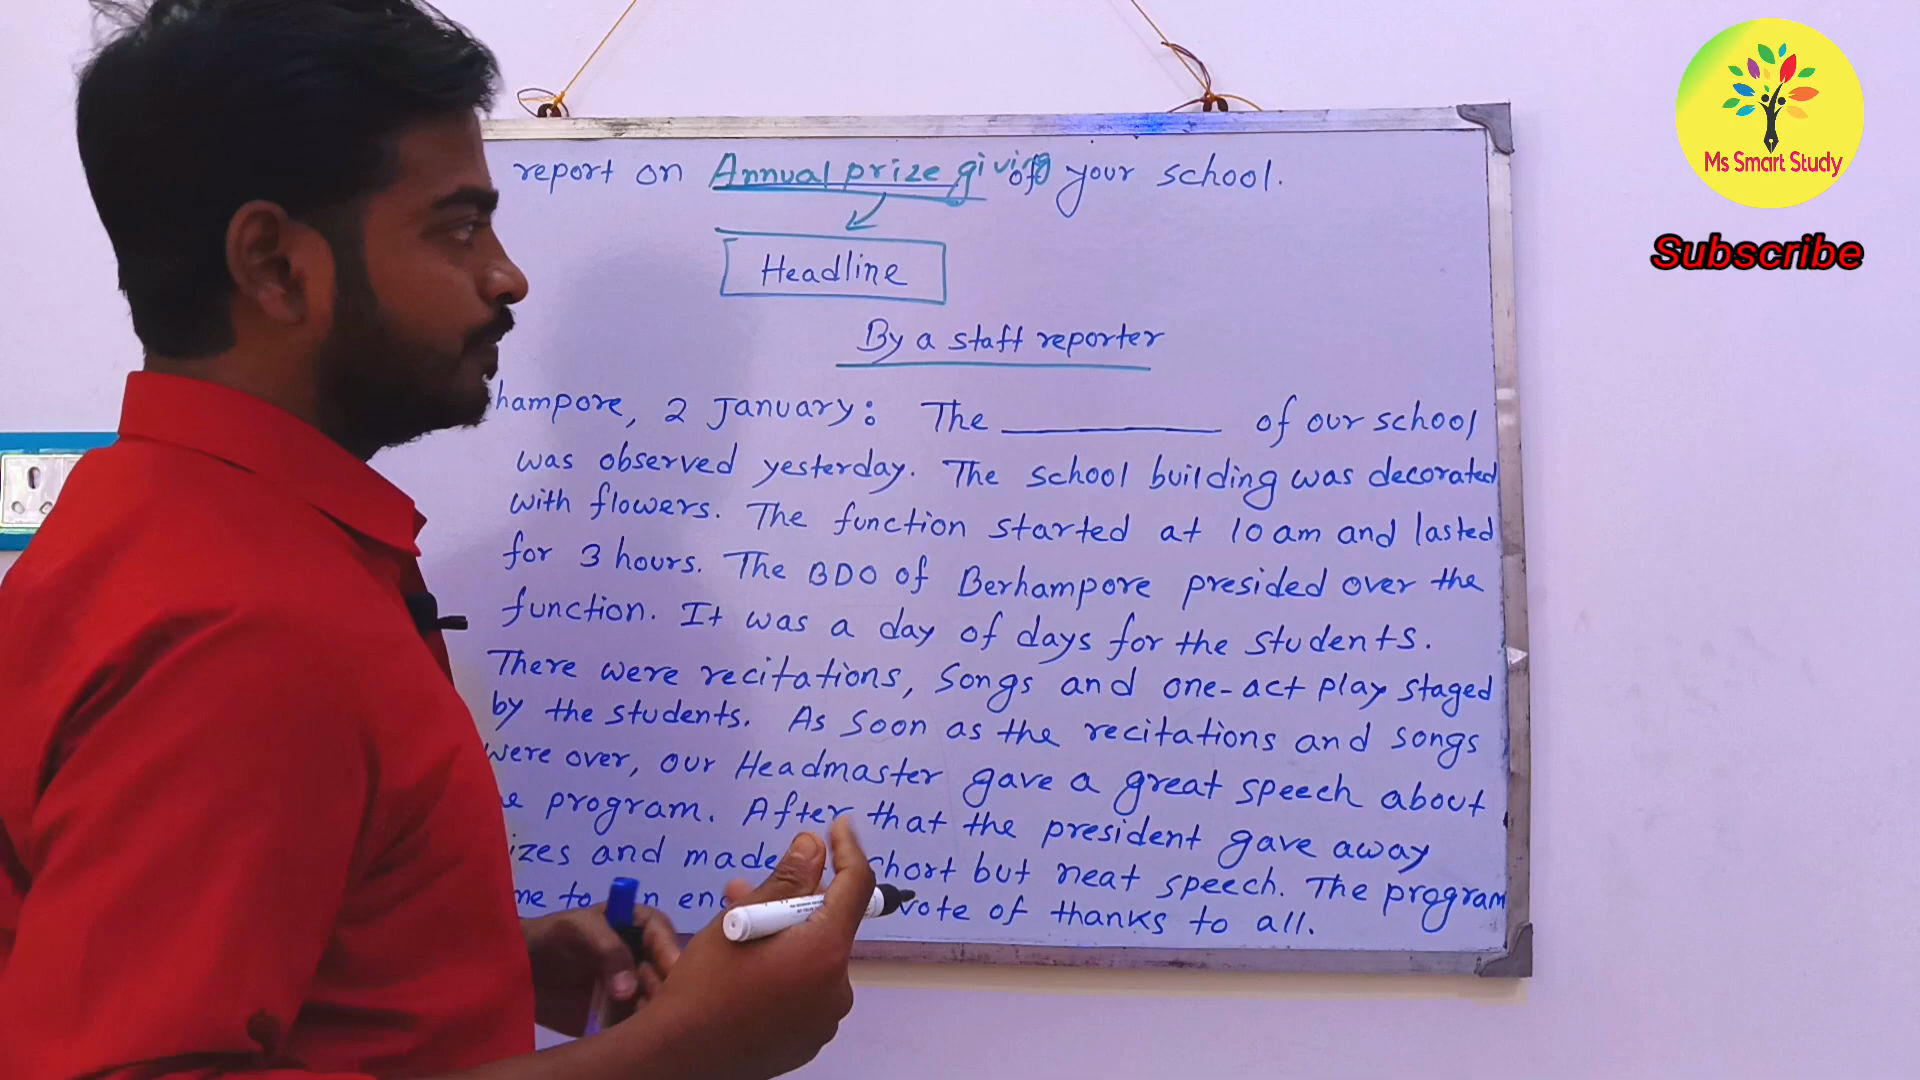 report on Annual prize giving of your school.
Headline
By a staff reporter
hampore, 2 January: The __________ of our school
was observed yesterday. The school building was decorated
with flowers. The function started at 10 am and lasted
for 3 hours. The BDO of Berhampore presided over the
function. It was a day of days for the students.
There were recitations, songs and one-act play staged
by the students. As soon as the recitations and songs
were over, our Headmaster gave a great speech about
program. After that the president gave away
izes and made short but neat speech. The program
me to n en vote of thanks to all.
Ms Smart Study
Subscribe